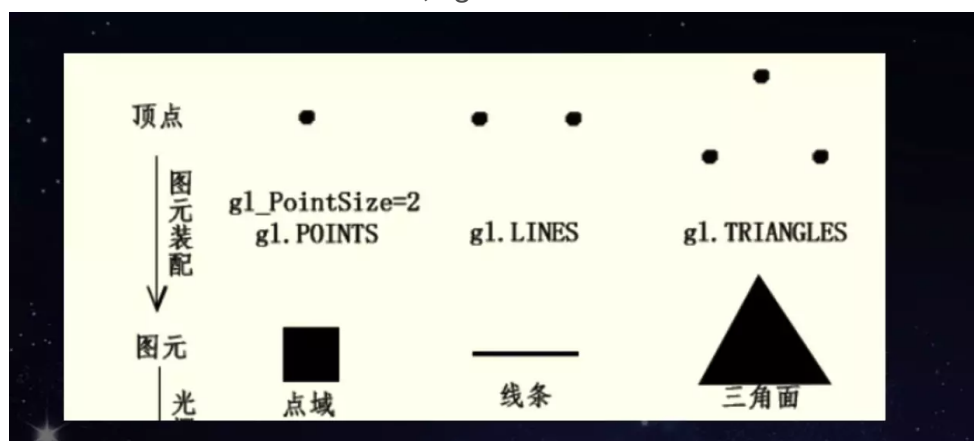 顶点
图元装配
gl_PointSize=2
gl.POINTS
gl.LINES
gl.TRIANGLES
图元
光
点域
线条
三角面